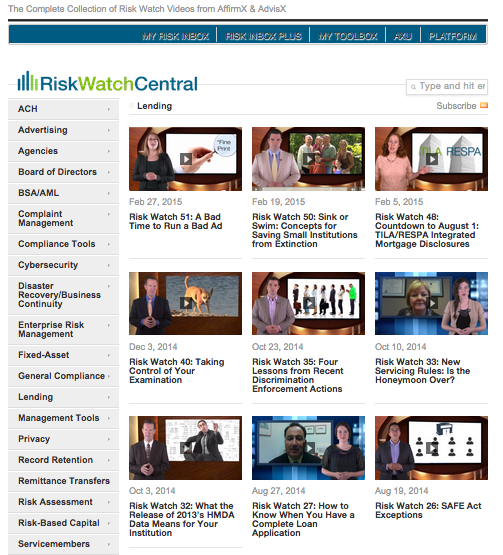 The Complete Collection of Risk Watch Videos from AffirmX & AdvisX
MY RISK INBOX
RISK INBOX PLUS
MY TOOLBOX
AXU
PLATFORM
RiskWatchCentral
Type and hit er
ACH
Advertising
Agencies
Board of Directors
BSA/AML
Complaint
Management
Compliance Tools
Cybersecurity
Disaster
Recovery/Business
Continuity
Enterprise Risk
Management
Fixed-Asset
General Compliance
Lending
Management Tools
Privacy
Record Retention
Remittance Transfers
Risk Assessment
Risk-Based Capital
Servicemembers
Lending
Subscribe
*Fine
Print
Feb 27, 2015
Risk Watch 51: A Bad
Time to Run a Bad Ad
Feb 19, 2015
Risk Watch 50: Sink or
Swim: Concepts for
Saving Small Institutions
from Extinction
TILA RESPA
Feb 5, 2015
Risk Watch 48:
Countdown to August 1:
TILA/RESPA Integrated
Mortgage Disclosures
Dec 3, 2014
Risk Watch 40: Taking
Control of Your
Examination
Oct 23, 2014
Risk Watch 35: Four
Lessons from Recent
Discrimination
Enforcement Actions
Oct 10, 2014
Risk Watch 33: New
Servicing Rules: Is the
Honeymoon Over?
Oct 3, 2014
Risk Watch 32: What the
Release of 2013's HMDA
Data Means for Your
Institution
Aug 27, 2014
Risk Watch 27: How to
Know When You Have a
Complete Loan
Application
Aug 19, 2014
Risk Watch 26: SAFE Act
Exceptions